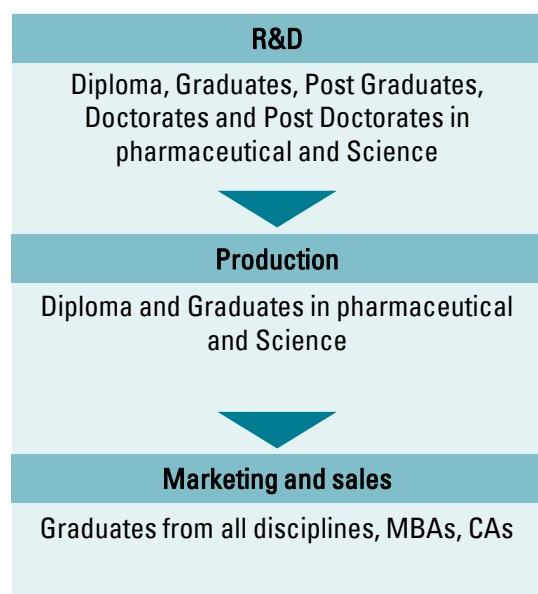 R&D
Diploma, Graduates, Post Graduates,
Doctorates and Post Doctorates in
pharmaceutical and Science
Production
Diploma and Graduates in pharmaceutical
and Science
Marketing and sales
Graduates from all disciplines, MBAs, CAs